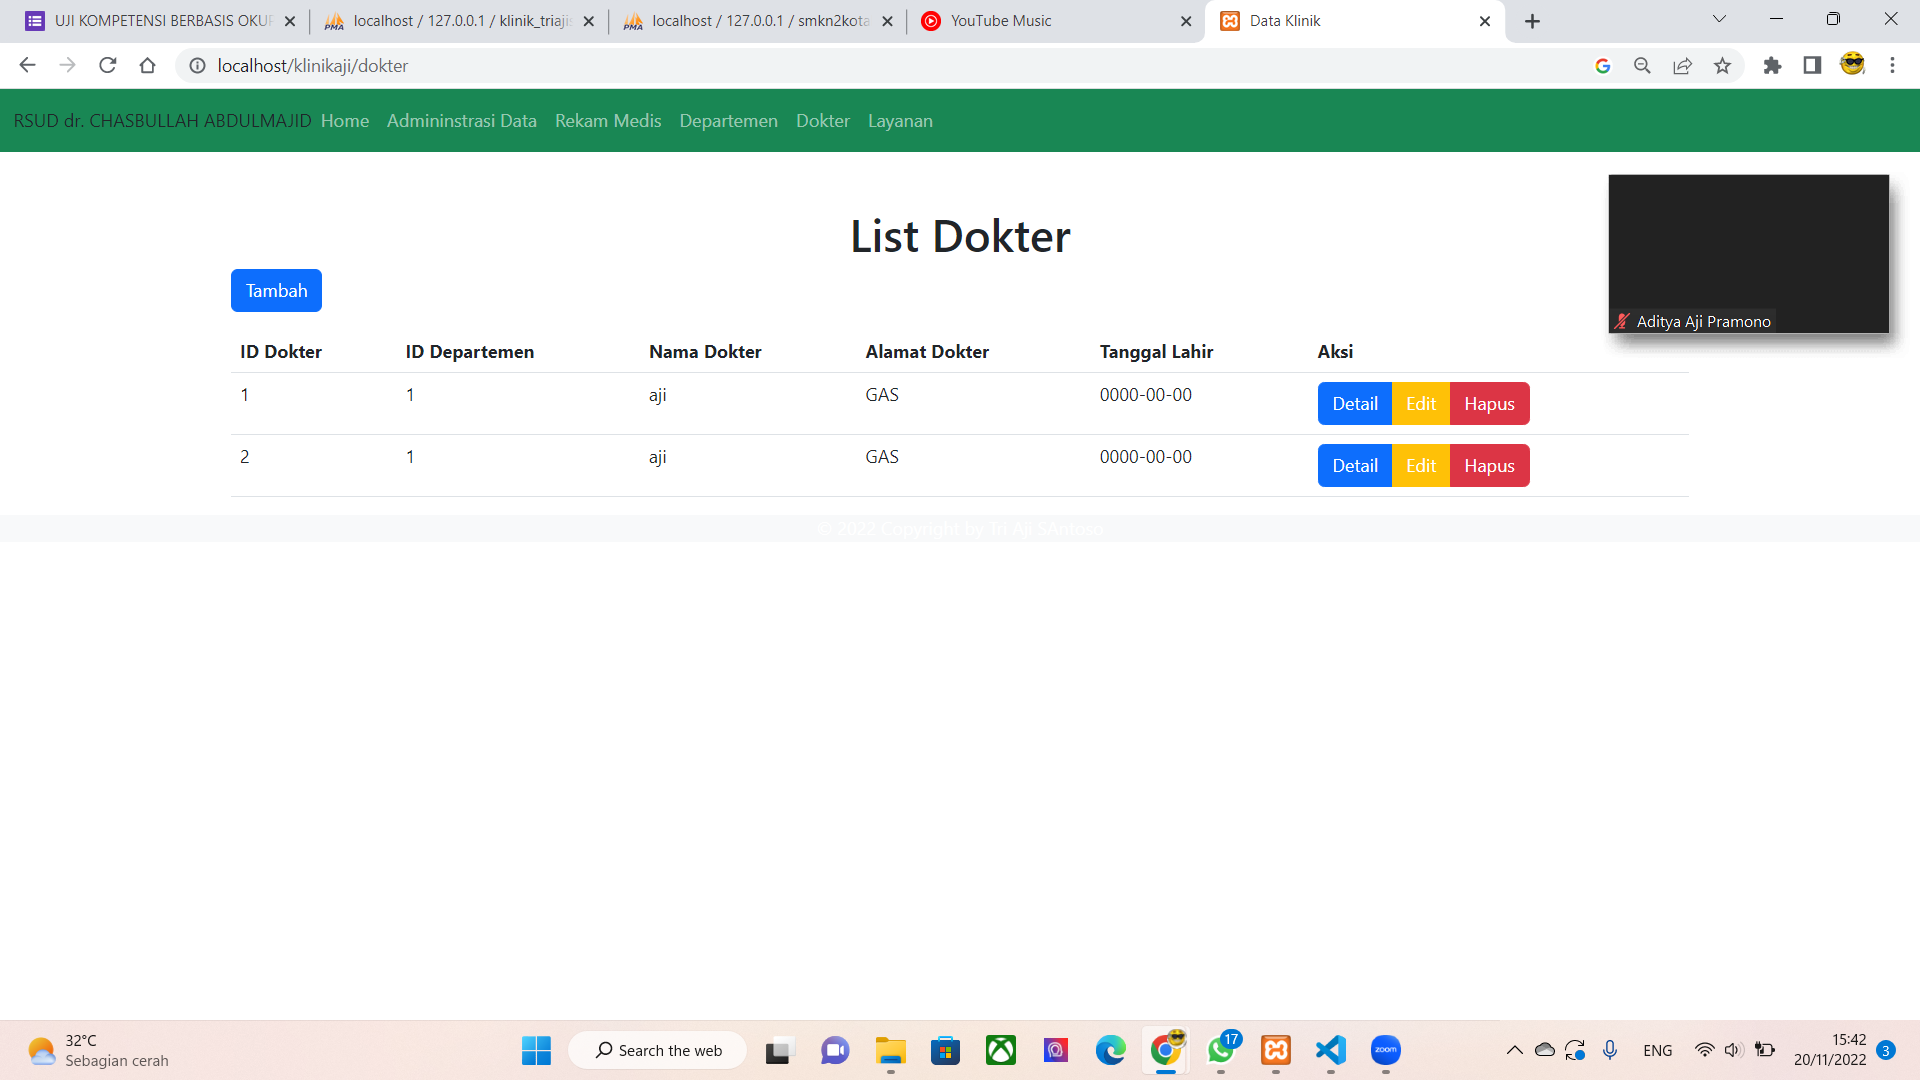 UJI KOMPETENSI BERBASIS OKUP
localhost / 127.0.0.1 / klinik_triajis
localhost / 127.0.0.1 / smkn2kota
YouTube Music
Data Klinik
localhost/klinikaji/dokter
RSUD dr. CHASBULLAH ABDULMAJID Home Admininstrasi Data Rekam Medis Departemen Dokter Layanan
List Dokter
Tambah
Aditya Aji Pramono
ID Dokter ID Departemen Nama Dokter Alamat Dokter Tanggal Lahir Aksi
1 1 aji GAS 0000-00-00 Detail Edit Hapus
2 1 aji GAS 0000-00-00 Detail Edit Hapus
© 2022 Copyright by Tri Aji SAntoso
32°C
Sebagian cerah
Search the web
17
zoom
ENG
15:42
20/11/2022
3